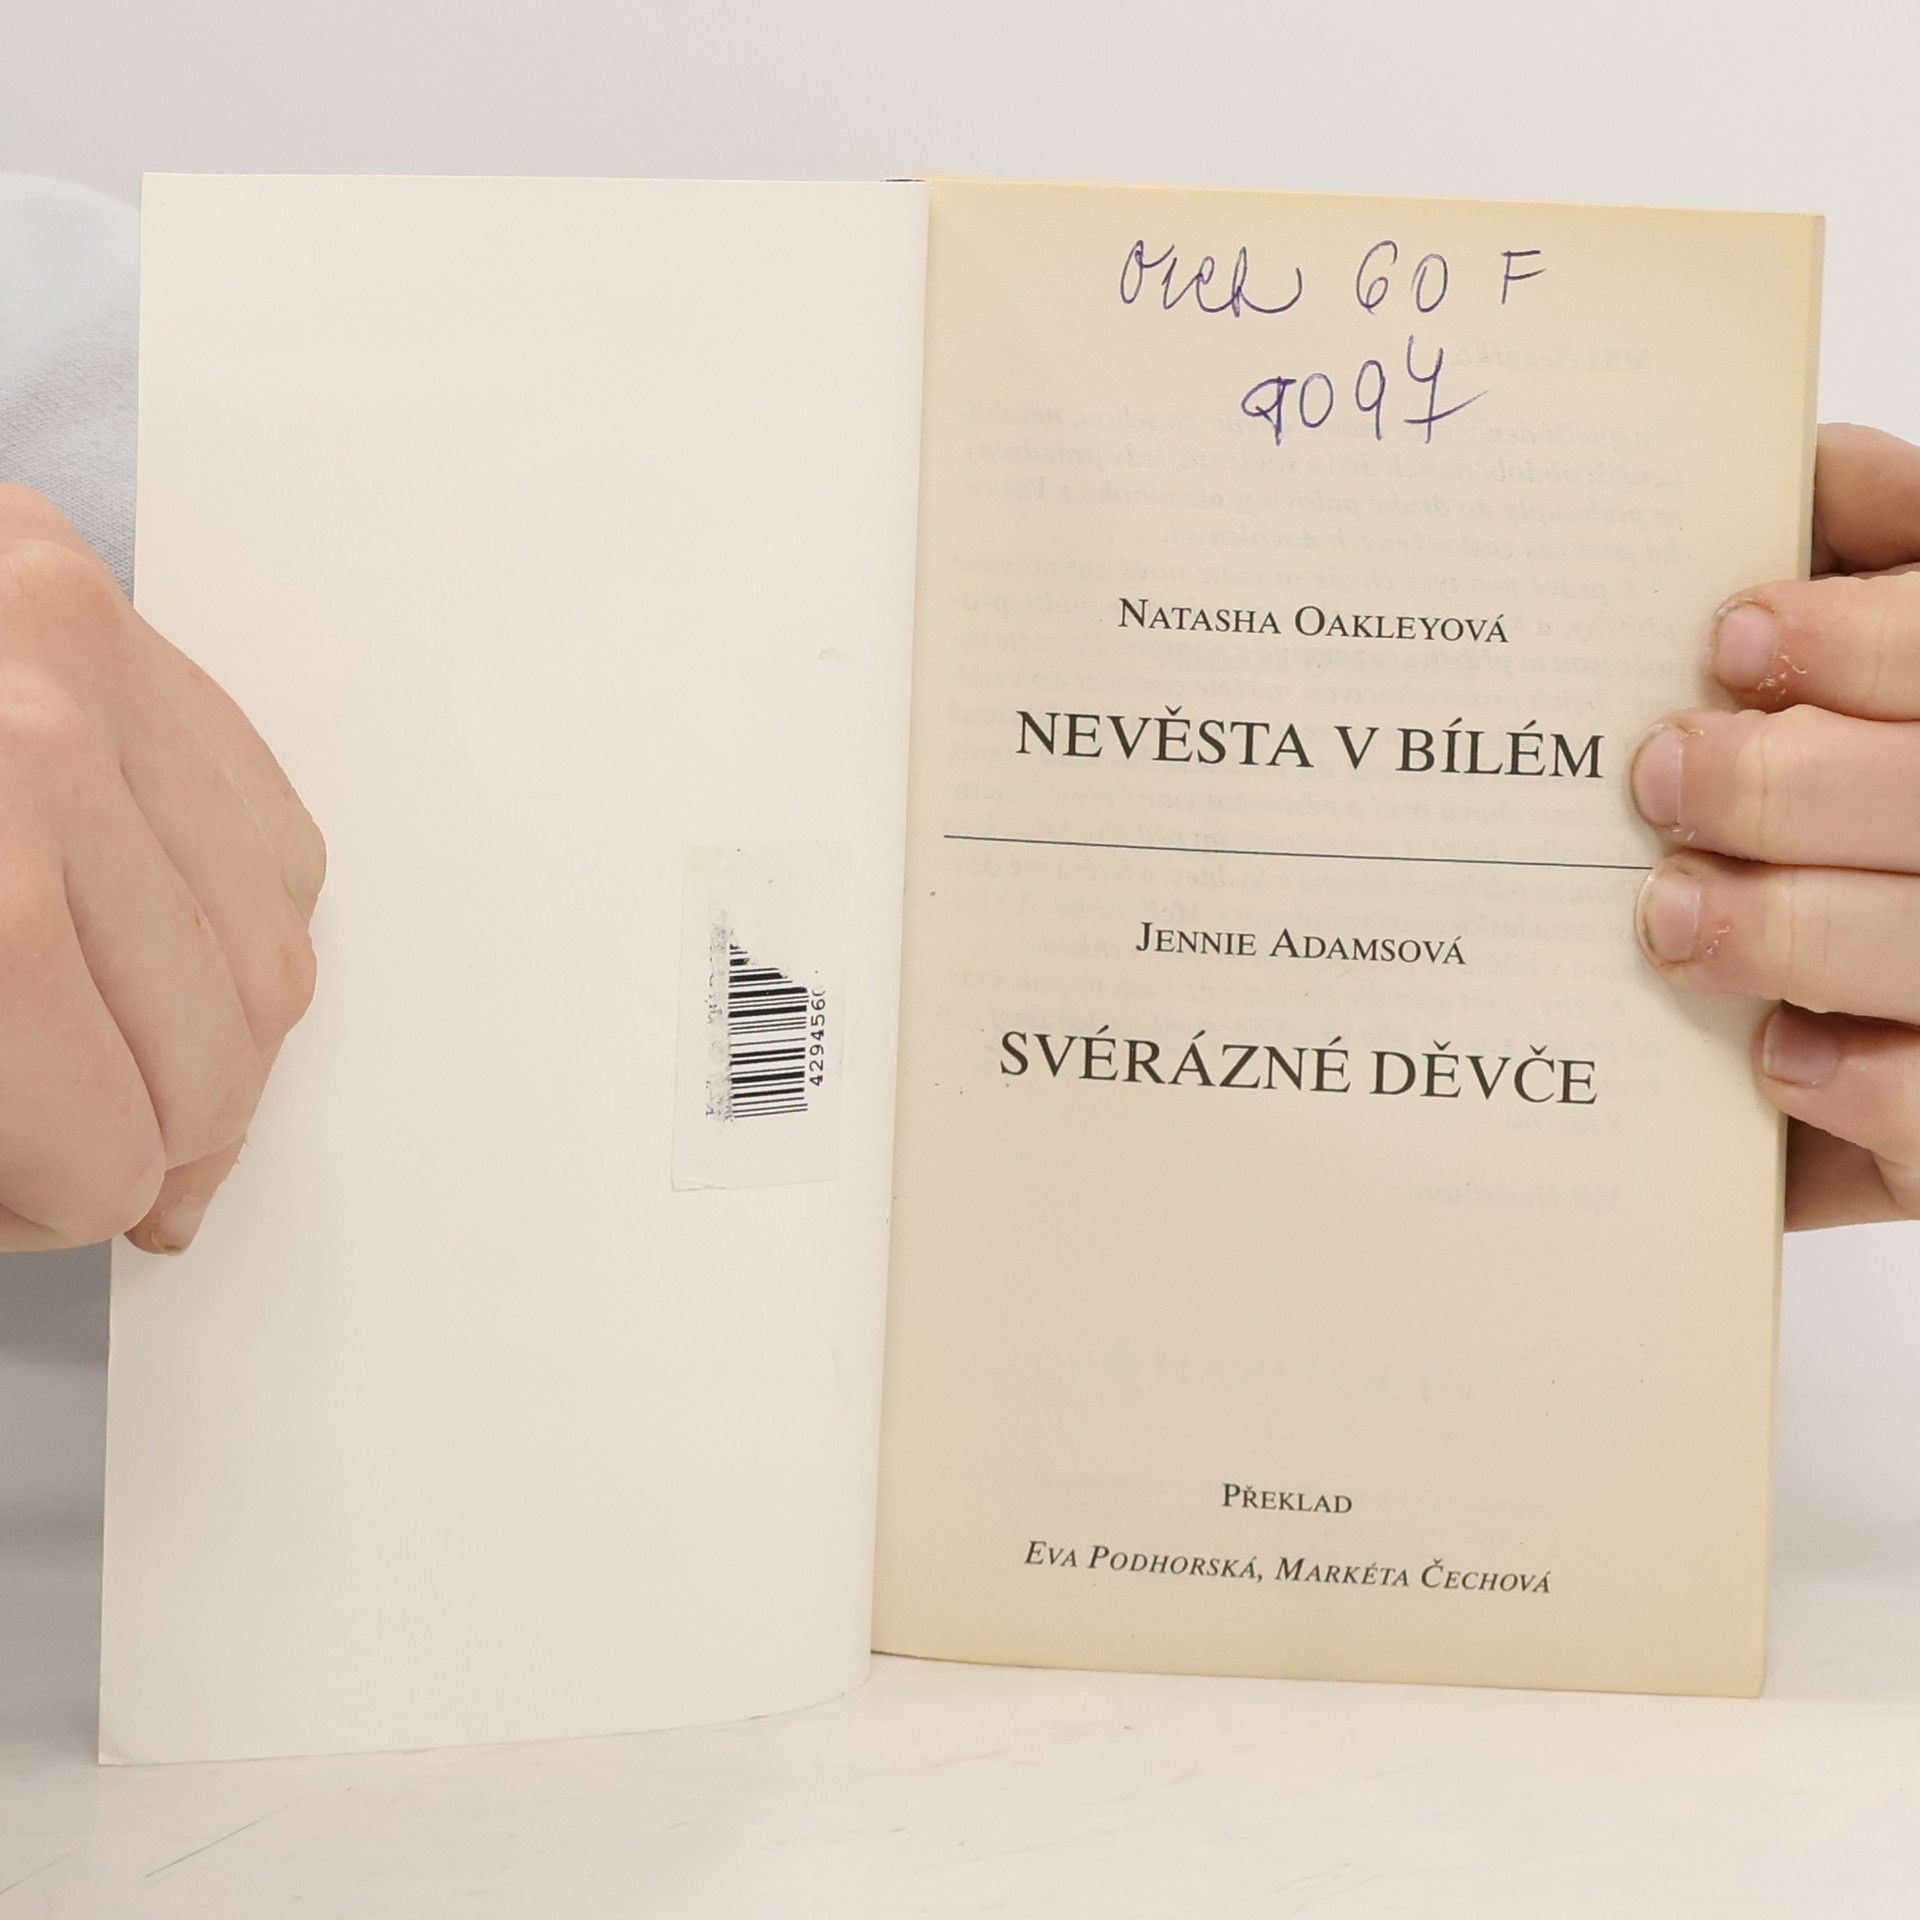 4294560
60 F
NATASHA OAKLEYOVÁ
NEVĚSTA V BÍLÉM
JENNIE ADAMSOVÁ
SVÉRÁZNÉ DĚVČE
PŘEKLAD
EVA PODHORSKÁ, MARKÉTA ČECHOVÁ